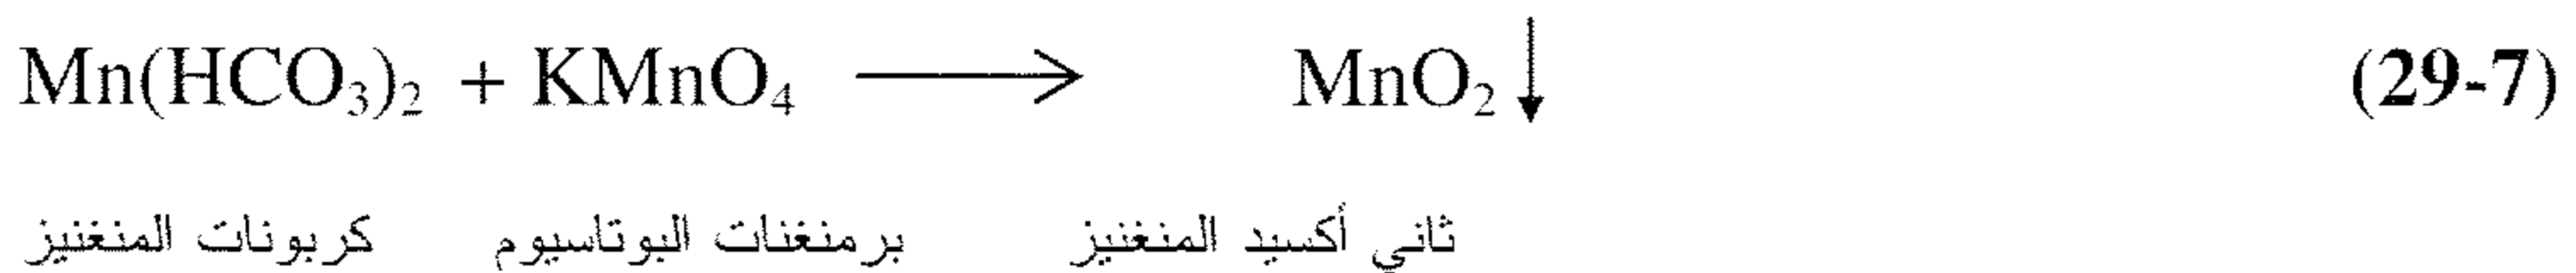 Mn(HCO₃)₂ + KMnO₄ ⟶ MnO₂↓ (29-7)
كربونات المنغنيز برمنغنات البوتاسيوم ثاني أكسيد المنغنيز